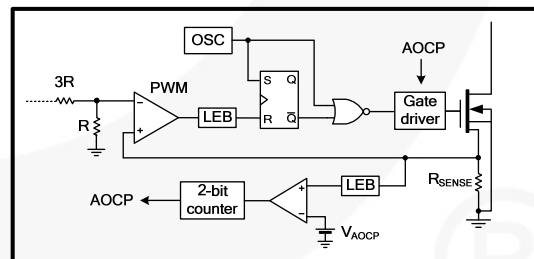 OSC
AOCP
3R
PWM
S Q
LEB
R Q̅
Gate driver
R
–
+
LEB
RSENSE
AOCP
2-bit counter
+
–
VAOCP
R